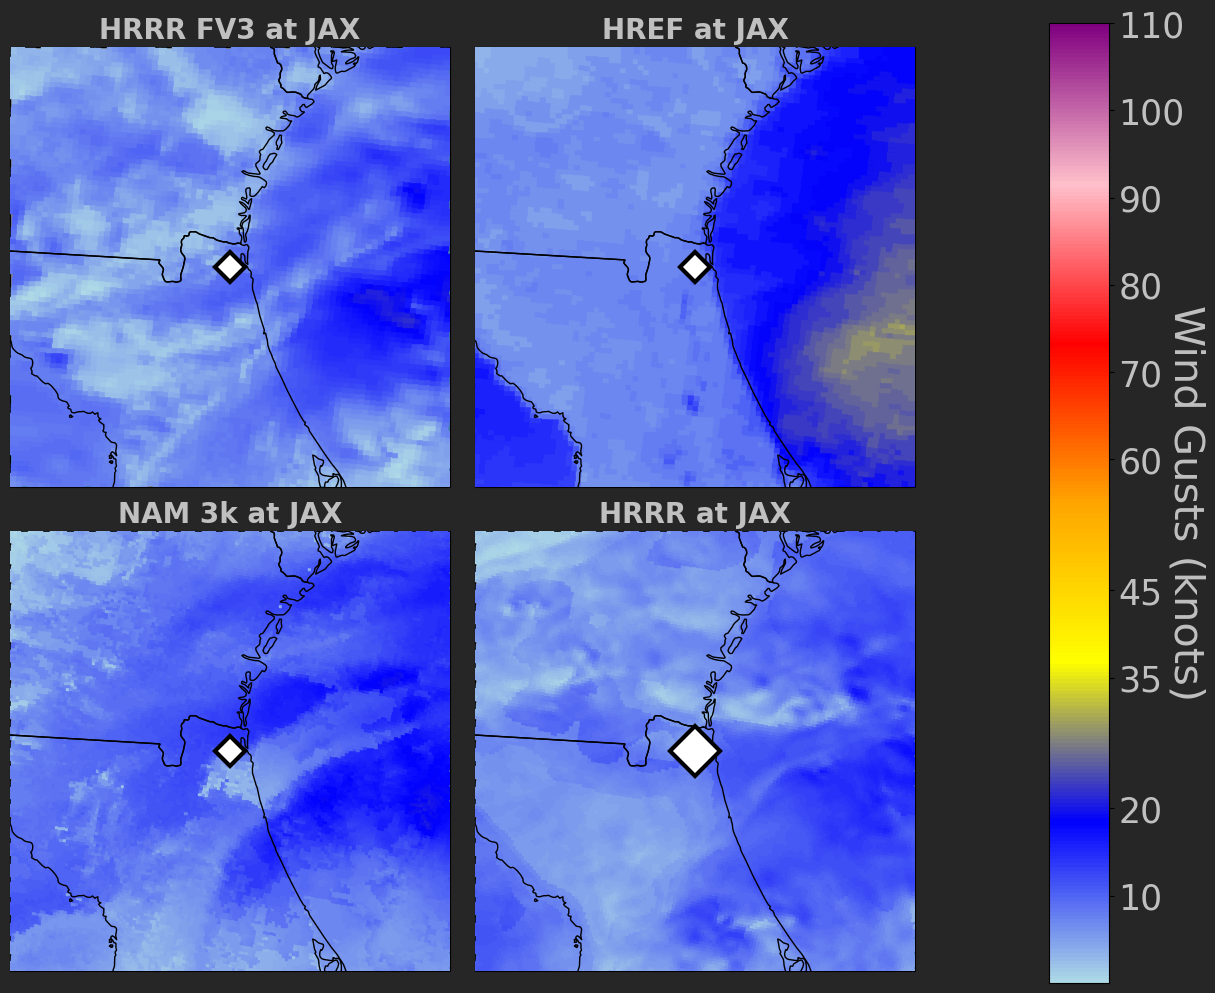 HRRR FV3 at JAX
HREF at JAX
NAM 3k at JAX
HRRR at JAX
110
100
90
80
70
60
45
35
20
10
Wind Gusts (knots)